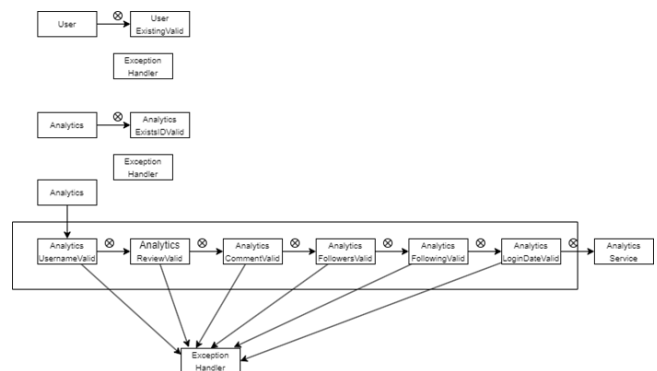 User
User
ExistingValid
Exception
Handler
Analytics
Analytics
ExistsIDValid
Exception
Handler
Analytics
Analytics
UsernameValid
Analytics
ReviewValid
Analytics
CommentValid
Analytics
FollowersValid
Analytics
FollowingValid
Analytics
LoginDateValid
Analytics
Service
Exception
Handler